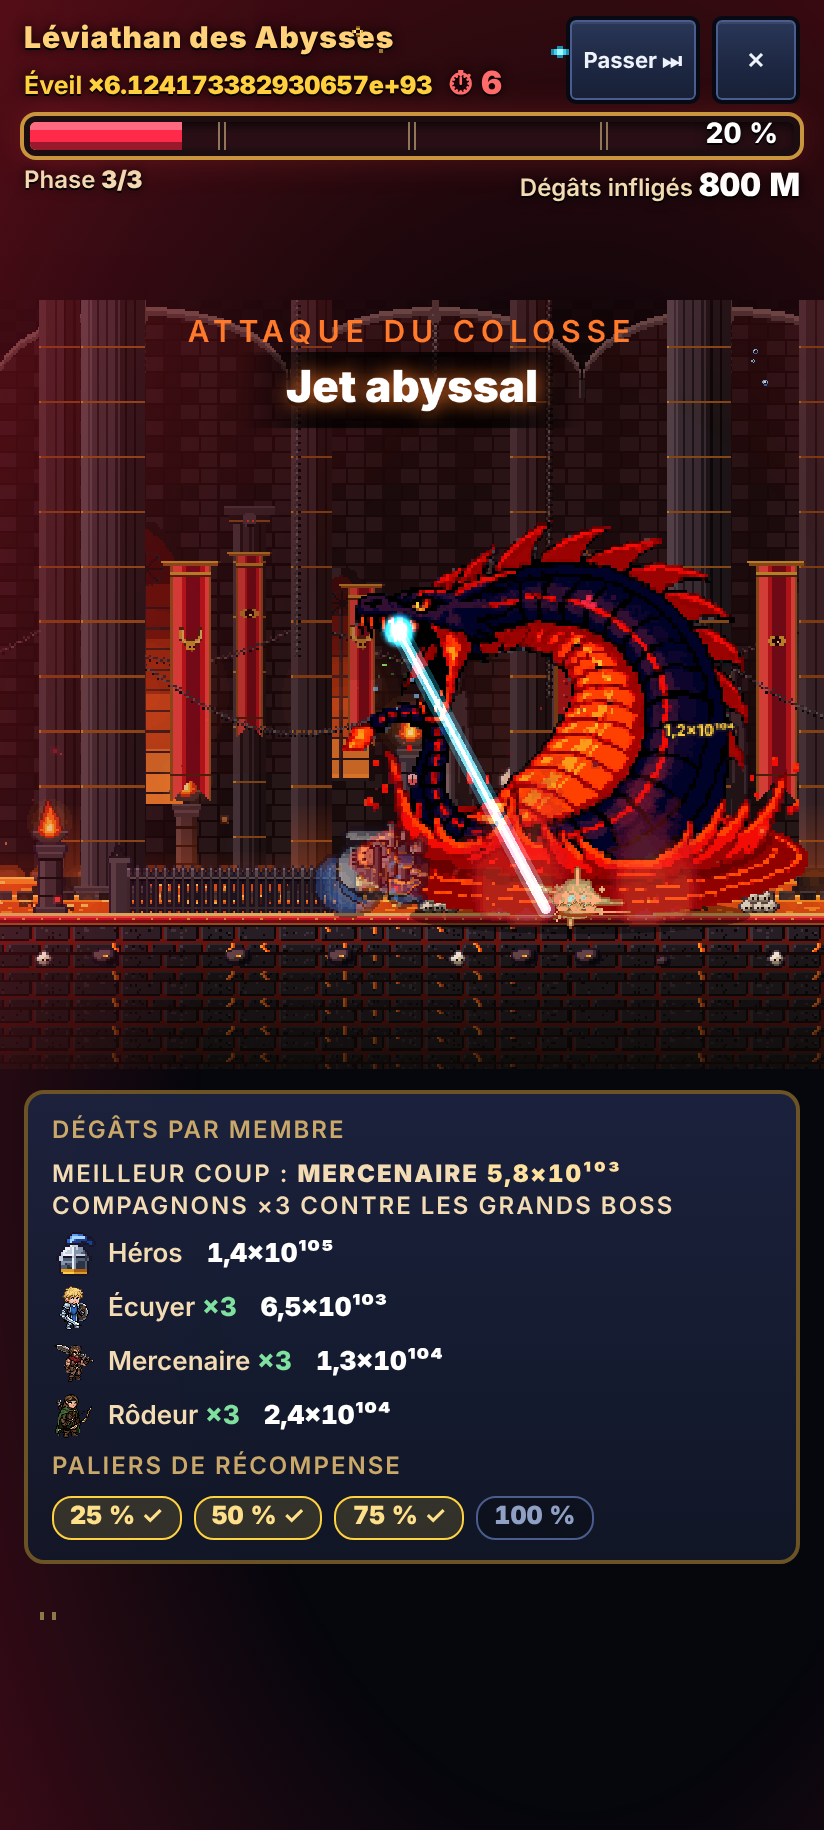 Léviathan des Abysses
Éveil ×6.124173382930657e+93 ⏱ 6
Passer ⏭
×
20 %
Phase 3/3
Dégâts infligés 800 M
ATTAQUE DU COLOSSE
Jet abyssal
1,2×10¹⁰⁴
DÉGÂTS PAR MEMBRE
MEILLEUR COUP : MERCENAIRE 5,8×10¹⁰³
COMPAGNONS ×3 CONTRE LES GRANDS BOSS
Héros 1,4×10¹⁰⁵
Écuyer ×3 6,5×10¹⁰³
Mercenaire ×3 1,3×10¹⁰⁴
Rôdeur ×3 2,4×10¹⁰⁴
PALIERS DE RÉCOMPENSE
25 % ✓ 50 % ✓ 75 % ✓ 100 %